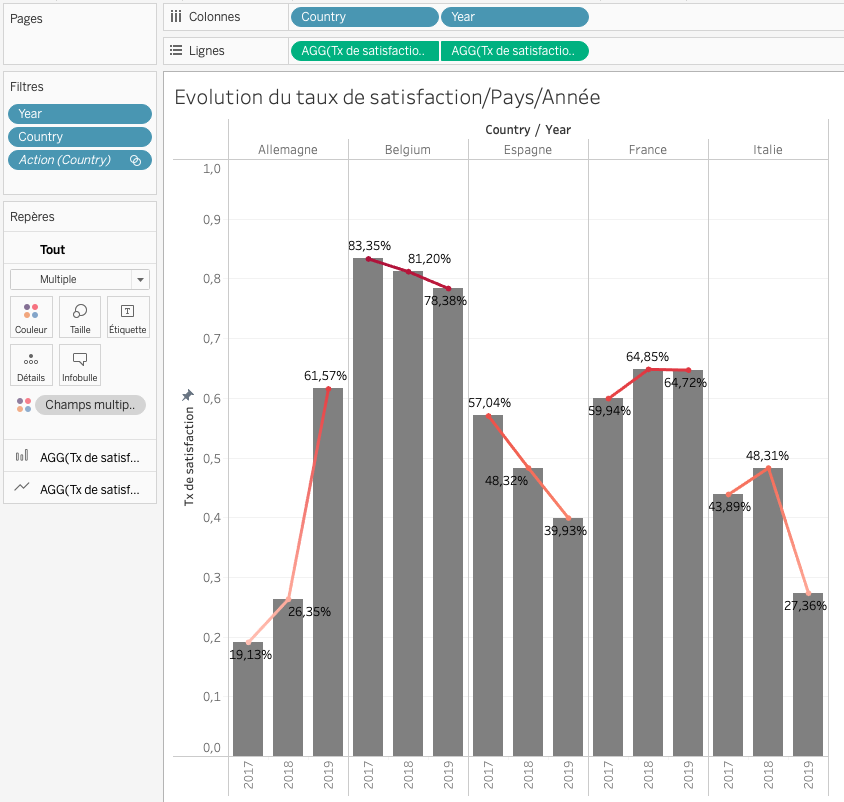 Pages
Colonnes
Country
Year
Lignes
AGG(Tx de satisfactio..
AGG(Tx de satisfactio..
Filtres
Year
Country
Action (Country)
Repères
Tout
Multiple
Couleur
Taille
T
Étiquette
Détails
Infobulle
Champs multip..
AGG(Tx de satisf...
AGG(Tx de satisf...
Evolution du taux de satisfaction/Pays/Année
Country / Year
Allemagne
Belgium
Espagne
France
Italie
Tx de satisfaction
1,0
0,9
0,8
0,7
0,6
0,5
0,4
0,3
0,2
0,1
0,0
19,13%
26,35%
61,57%
83,35%
81,20%
78,38%
57,04%
48,32%
39,93%
59,94%
64,85%
64,72%
43,89%
48,31%
27,36%
2017
2018
2019
2017
2018
2019
2017
2018
2019
2017
2018
2019
2017
2018
2019